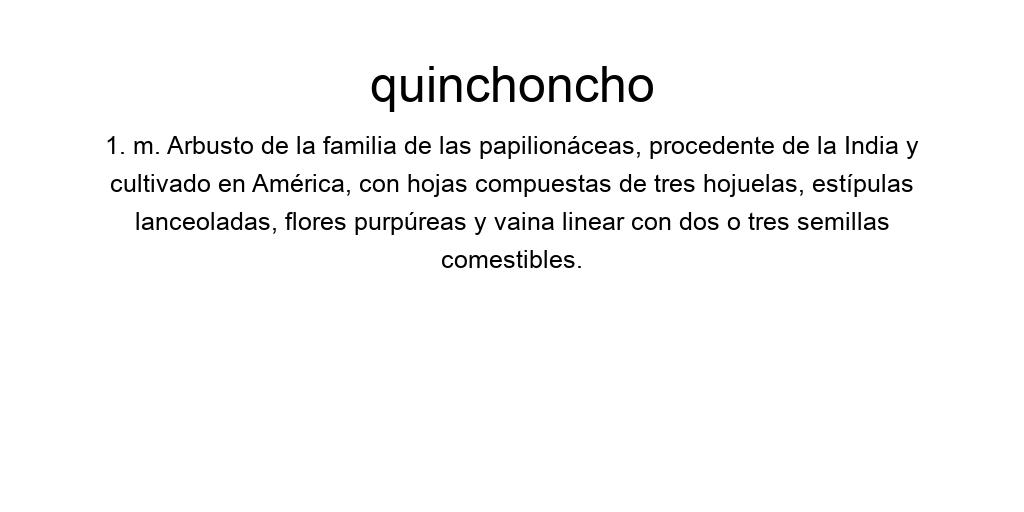 quinchoncho
1. m. Arbusto de la familia de las papilionáceas, procedente de la India y
cultivado en América, con hojas compuestas de tres hojuelas, estípulas
lanceoladas, flores purpúreas y vaina linear con dos o tres semillas
comestibles.